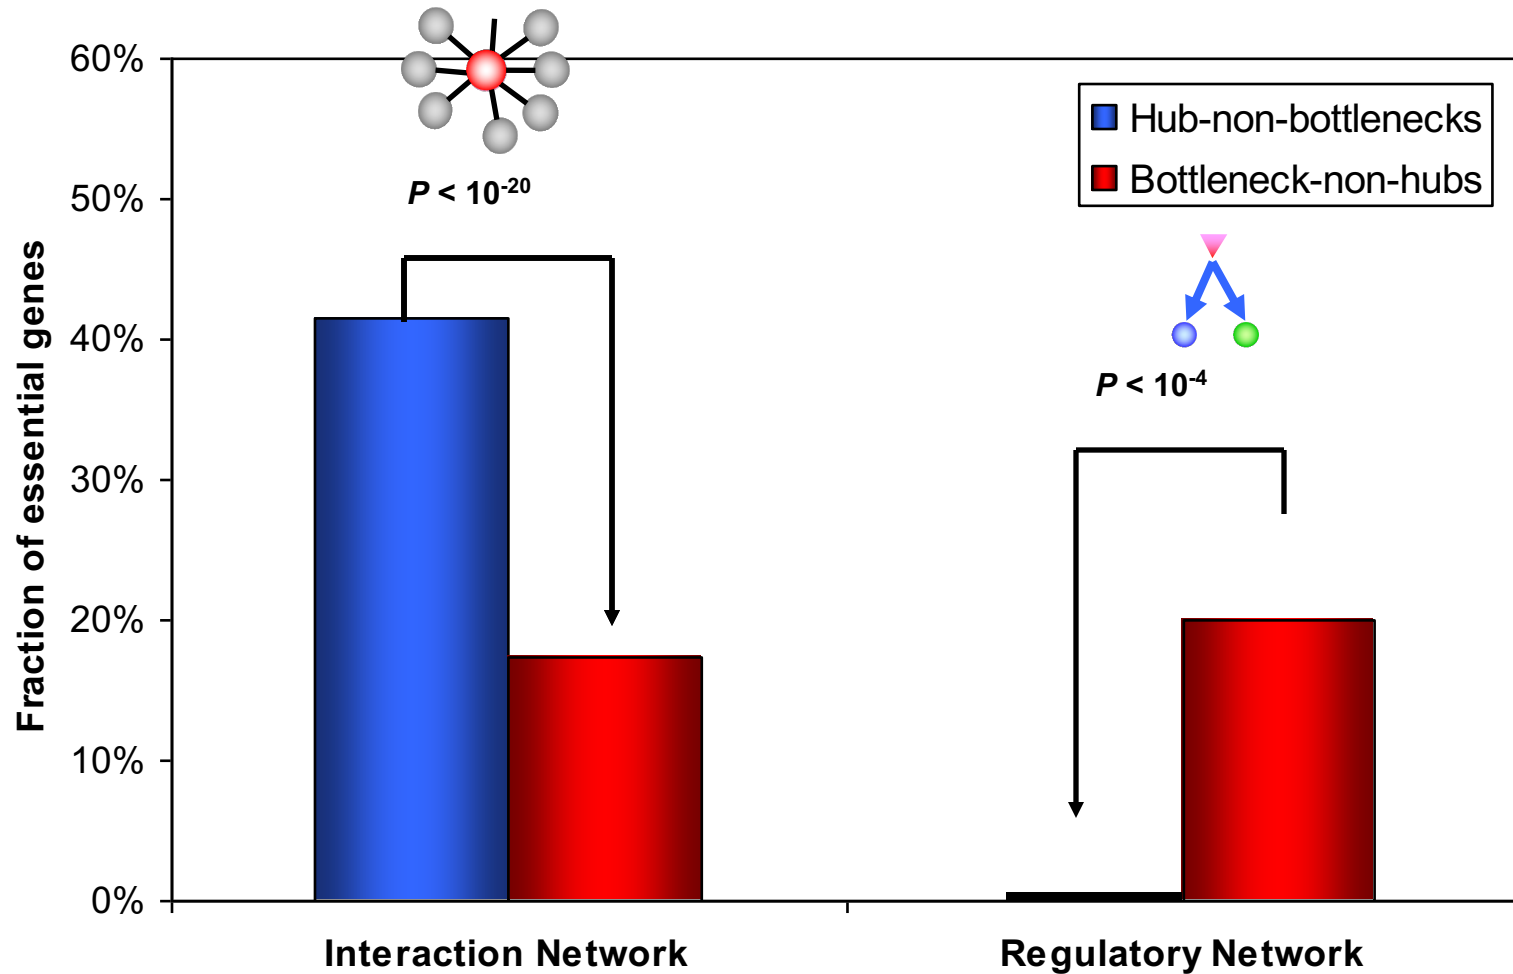 60%
50%
40%
30%
20%
10%
0%
Fraction of essential genes
P < 10-20
Hub-non-bottlenecks
Bottleneck-non-hubs
P < 10-4
Interaction Network
Regulatory Network